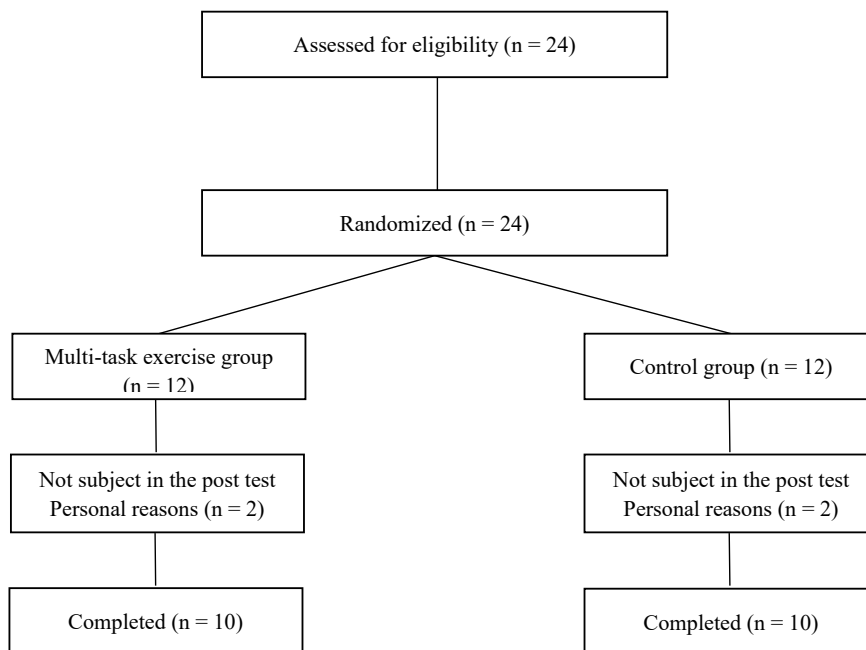 Assessed for eligibility (n = 24)
Randomized (n = 24)
Multi-task exercise group
(n = 12)
Control group (n = 12)
Not subject in the post test
Personal reasons (n = 2)
Not subject in the post test
Personal reasons (n = 2)
Completed (n = 10)
Completed (n = 10)